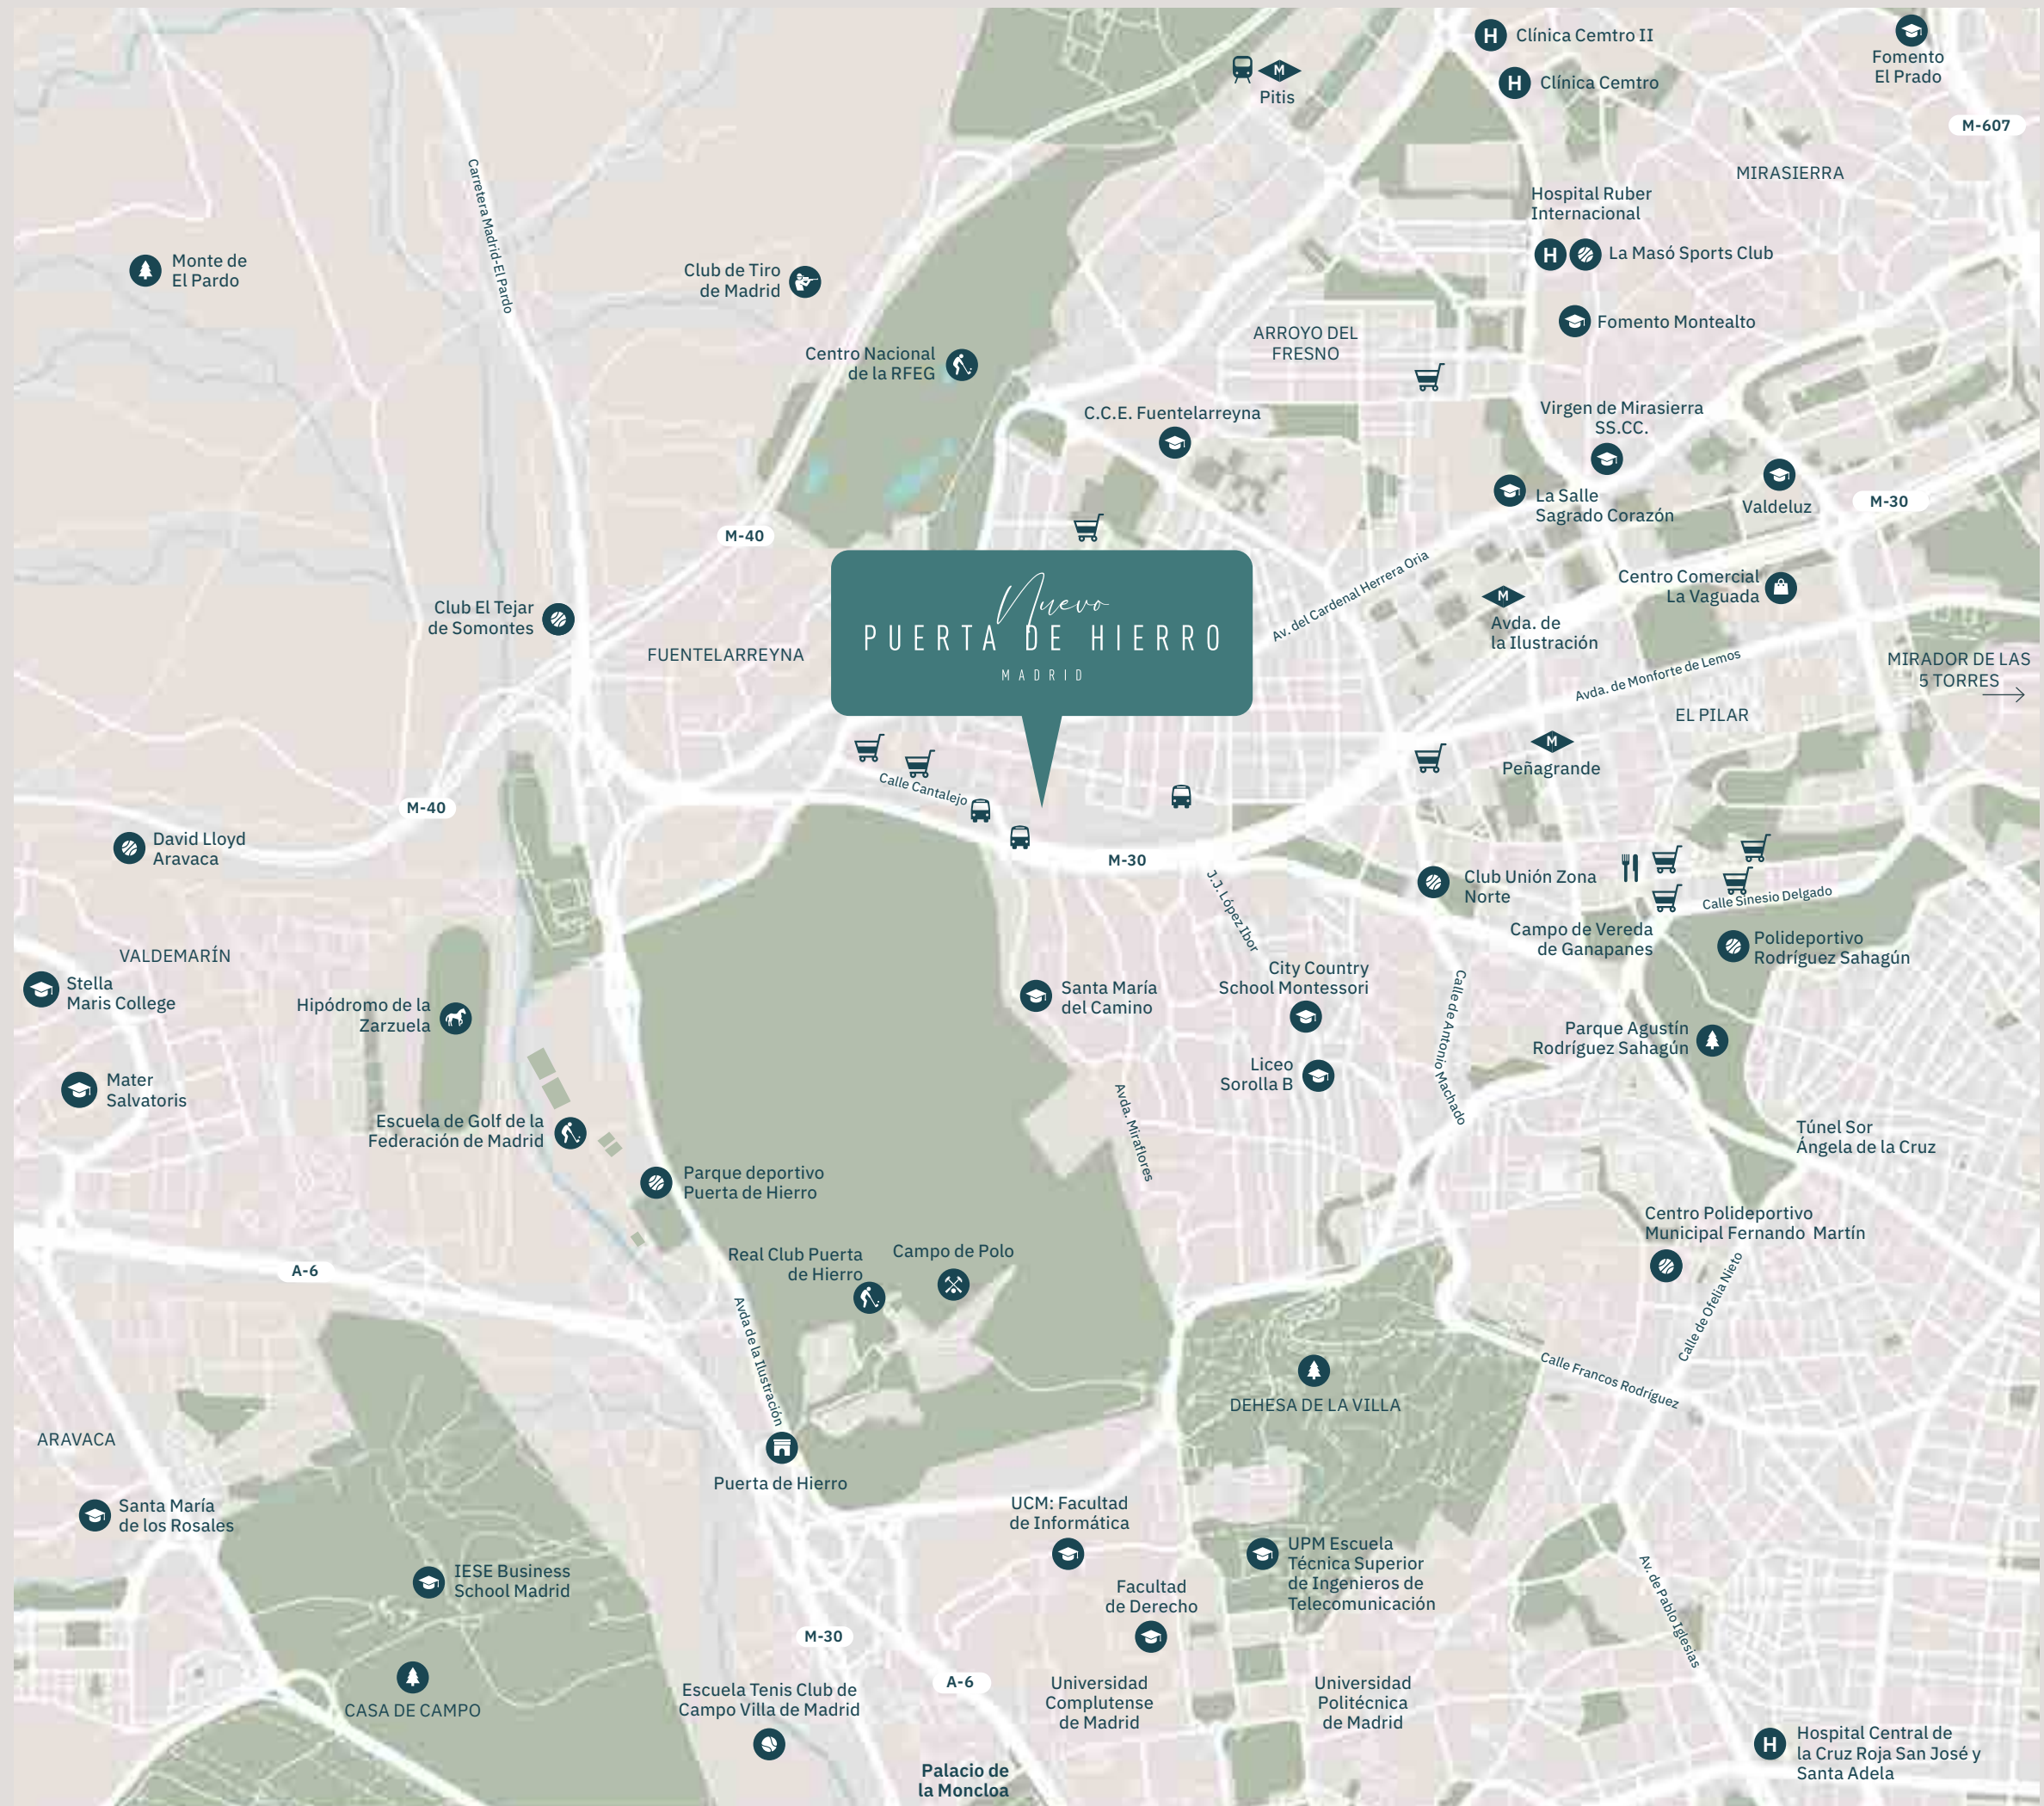 H
Clínica Cemtro II
Fomento
El Prado
M
Pitis
H
Clínica Cemtro
M-607
MIRASIERRA
Carretera Madrid-El Pardo
Hospital Ruber
Internacional
H
La Masó Sports Club
Monte de
El Pardo
Club de Tiro
de Madrid
Fomento Montealto
ARROYO DEL
FRESNO
Centro Nacional
de la RFEG
C.C.E. Fuentelarreyna
Virgen de Mirasierra
SS.CC.
La Salle
Sagrado Corazón
Valdeluz
M-30
M-40
Av. del Cardenal Herrera Oria
Centro Comercial
La Vaguada
M
Avda. de
la Ilustración
Club El Tejar
de Somontes
Nuevo
PUERTA DE HIERRO
MADRID
FUENTELARREYNA
Avda. de Monforte de Lemos
MIRADOR DE LAS
5 TORRES
EL PILAR
M
Peñagrande
Calle Cantalejo
M-40
David Lloyd
Aravaca
M-30
J.J. López Ibor
Club Unión Zona
Norte
Calle Sinesio Delgado
Campo de Vereda
de Ganapanes
Polideportivo
Rodríguez Sahagún
VALDEMARÍN
Stella
Maris College
Hipódromo de la
Zarzuela
Santa María
del Camino
City Country
School Montessori
Calle de Antonio Machado
Parque Agustín
Rodríguez Sahagún
Liceo
Sorolla B
Mater
Salvatoris
Avda. Miraflores
Escuela de Golf de la
Federación de Madrid
Túnel Sor
Ángela de la Cruz
Parque deportivo
Puerta de Hierro
Centro Polideportivo
Municipal Fernando Martín
Real Club Puerta
de Hierro
Campo de Polo
A-6
Calle de Ofelia Nieto
Avda de la Ilustración
Calle Francos Rodríguez
DEHESA DE LA VILLA
ARAVACA
Puerta de Hierro
Santa María
de los Rosales
UCM: Facultad
de Informática
UPM Escuela
Técnica Superior
de Ingenieros de
Telecomunicación
IESE Business
School Madrid
Facultad
de Derecho
Av. de Pablo Iglesias
M-30
A-6
CASA DE CAMPO
Escuela Tenis Club de
Campo Villa de Madrid
Universidad
Complutense
de Madrid
Universidad
Politécnica
de Madrid
H
Hospital Central de
la Cruz Roja San José y
Santa Adela
Palacio de
la Moncloa